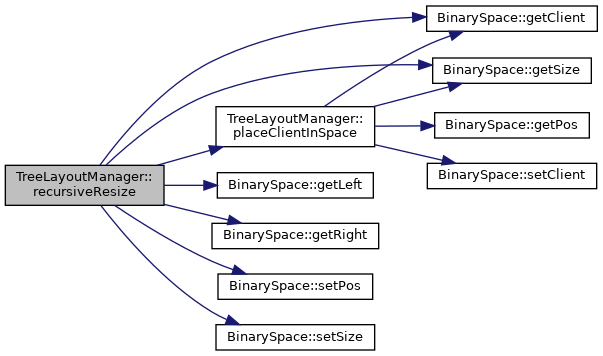 BinarySpace::getClient
BinarySpace::getSize
TreeLayoutManager::
placeClientInSpace
BinarySpace::getPos
BinarySpace::setClient
TreeLayoutManager::
recursiveResize
BinarySpace::getLeft
BinarySpace::getRight
BinarySpace::setPos
BinarySpace::setSize